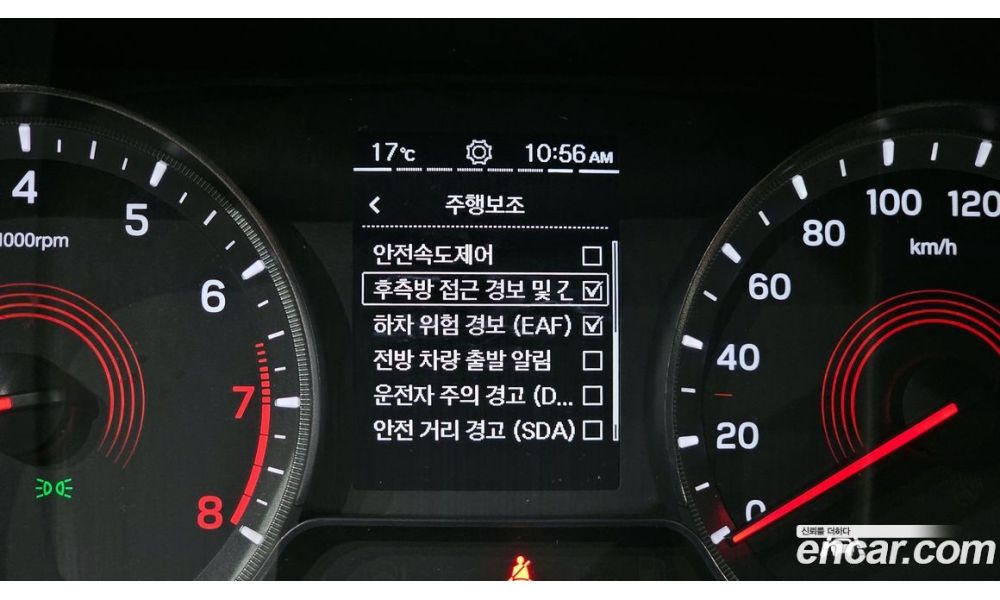 17℃ 10:56 AM
< 주행보조
안전속도제어
후측방 접근 경보 및 긴
하차 위험 경보 (EAF)
전방 차량 출발 알림
운전자 주의 경고 (D...
안전 거리 경고 (SDA)
4
5
6
7
8
1000rpm
0
20
40
60
80
100
120
km/h
신뢰를 더하다
encar.com